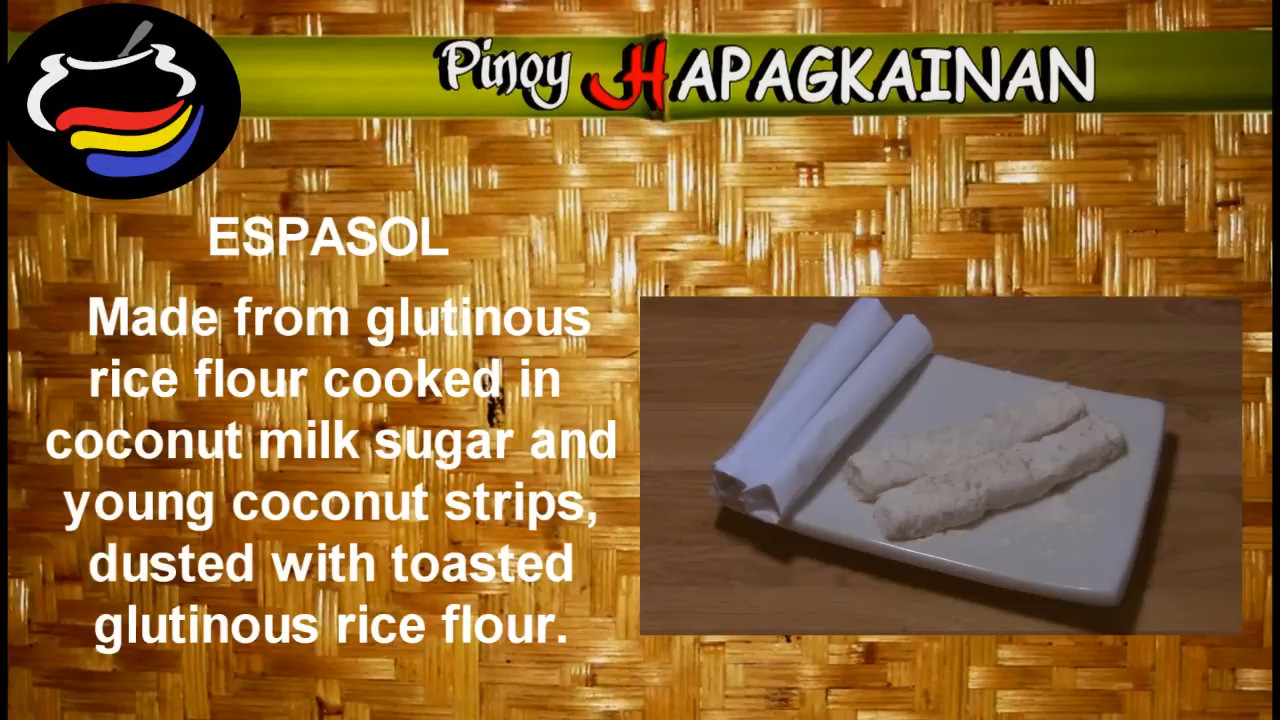 Pinoy HAPAGKAINAN
ESPASOL
Made from glutinous
rice flour cooked in
coconut milk sugar and
young coconut strips,
dusted with toasted
glutinous rice flour.